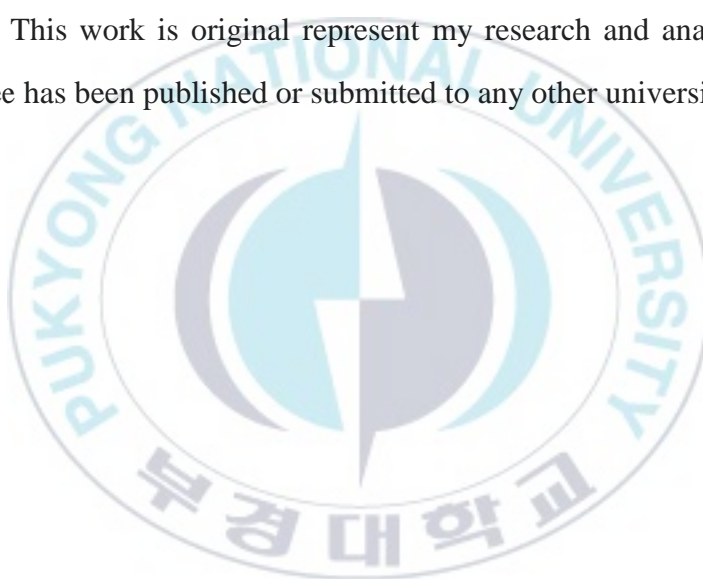 This work is original represent my research and ana
ee has been published or submitted to any other universi
PUKYONG NATIONAL UNIVERSITY
부경대학교